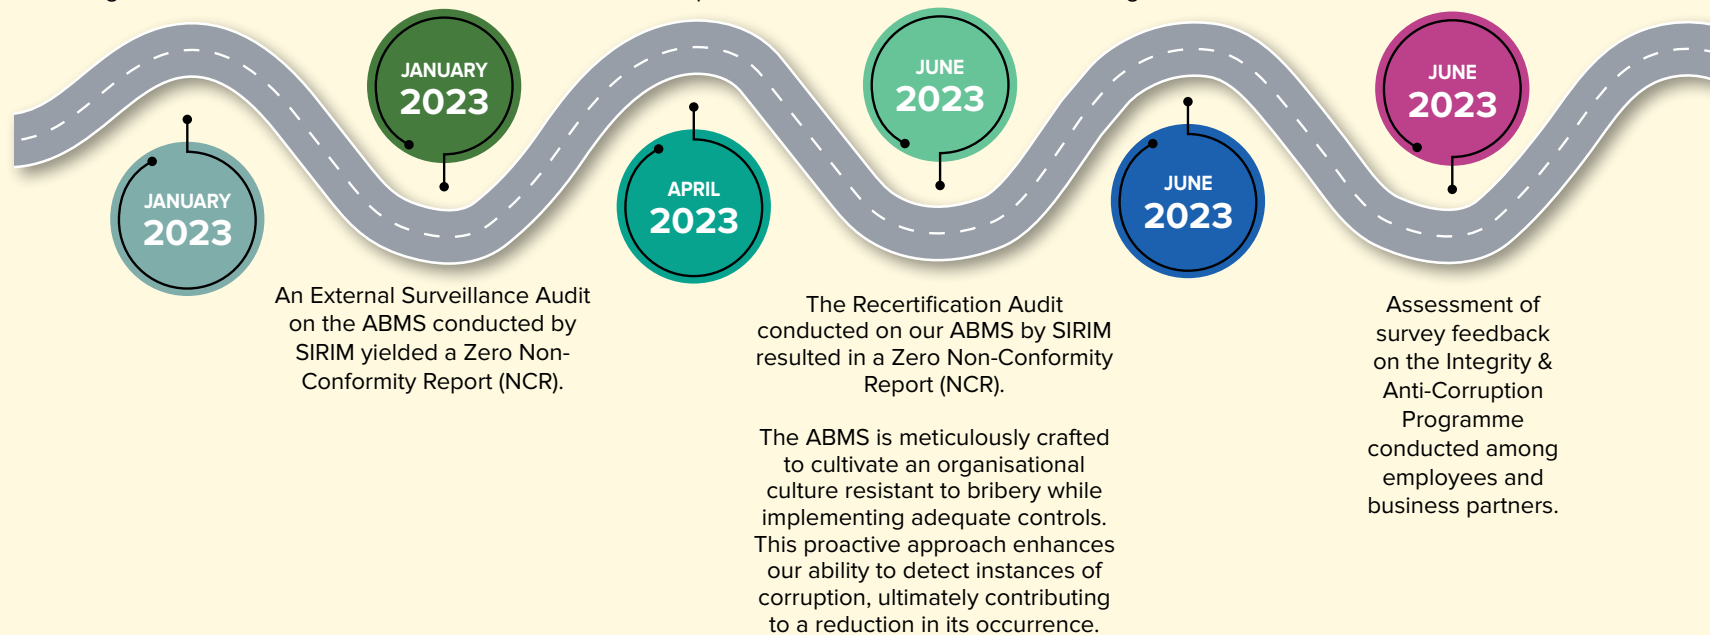 JANUARY
2023
JANUARY
2023
An External Surveillance Audit
on the ABMS conducted by
SIRIM yielded a Zero Non-
Conformity Report (NCR).
APRIL
2023
JUNE
2023
The Recertification Audit
conducted on our ABMS by SIRIM
resulted in a Zero Non-Conformity
Report (NCR).
The ABMS is meticulously crafted
to cultivate an organisational
culture resistant to bribery while
implementing adequate controls.
This proactive approach enhances
our ability to detect instances of
corruption, ultimately contributing
to a reduction in its occurrence.
JUNE
2023
JUNE
2023
Assessment of
survey feedback
on the Integrity &
Anti-Corruption
Programme
conducted among
employees and
business partners.